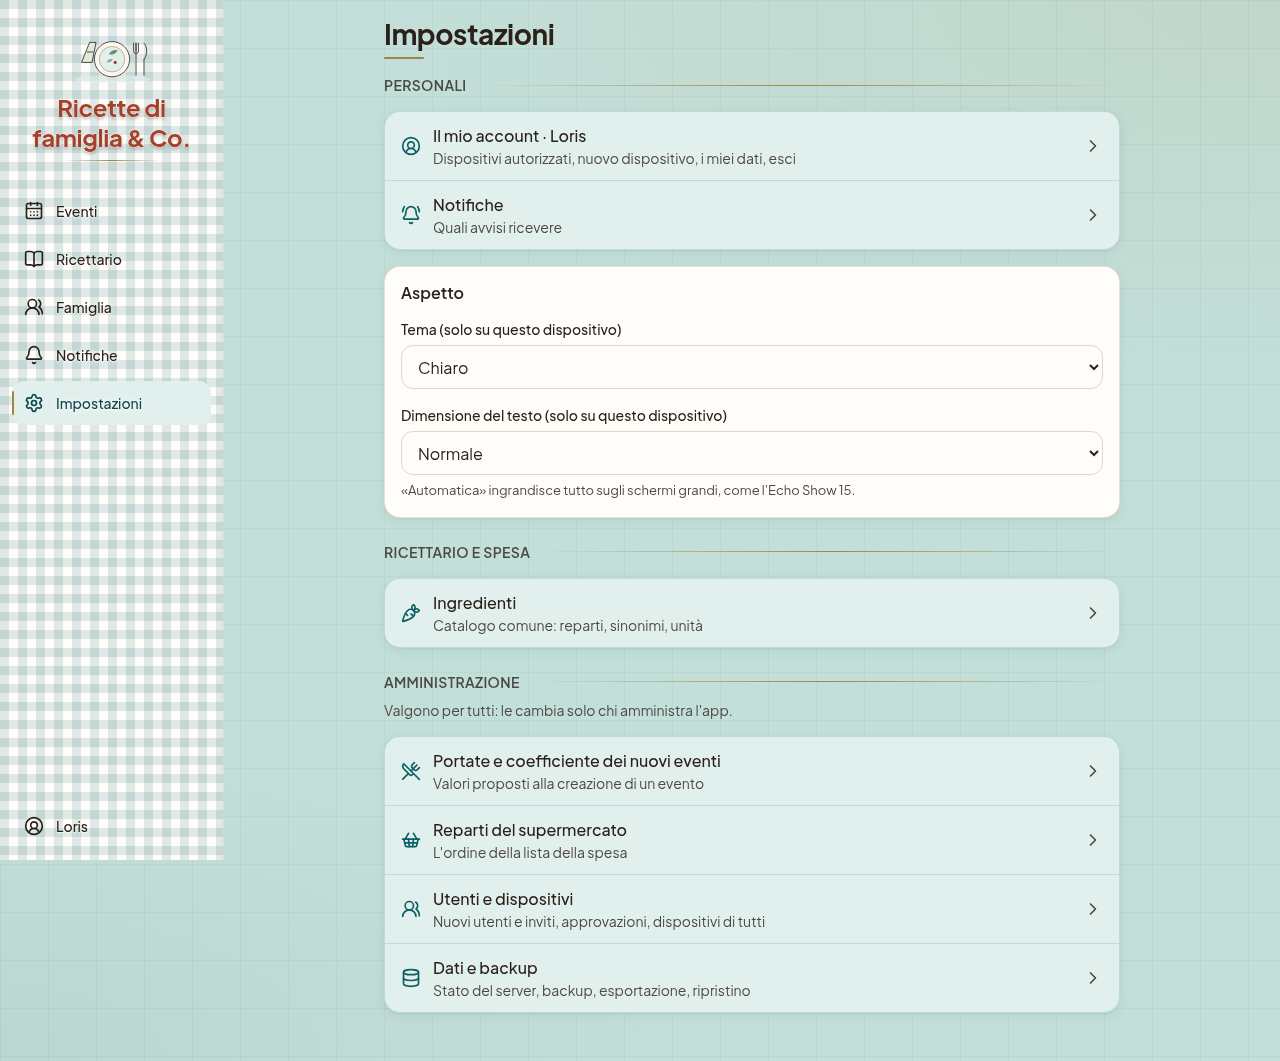 Ricette di
famiglia & Co.
Eventi
Ricettario
Famiglia
Notifiche
Impostazioni
Loris
Impostazioni
PERSONALI
Il mio account · Loris
Dispositivi autorizzati, nuovo dispositivo, i miei dati, esci
Notifiche
Quali avvisi ricevere
Aspetto
Tema (solo su questo dispositivo)
Chiaro
Dimensione del testo (solo su questo dispositivo)
Normale
«Automatica» ingrandisce tutto sugli schermi grandi, come l'Echo Show 15.
RICETTARIO E SPESA
Ingredienti
Catalogo comune: reparti, sinonimi, unità
AMMINISTRAZIONE
Valgono per tutti: le cambia solo chi amministra l'app.
Portate e coefficiente dei nuovi eventi
Valori proposti alla creazione di un evento
Reparti del supermercato
L'ordine della lista della spesa
Utenti e dispositivi
Nuovi utenti e inviti, approvazioni, dispositivi di tutti
Dati e backup
Stato del server, backup, esportazione, ripristino